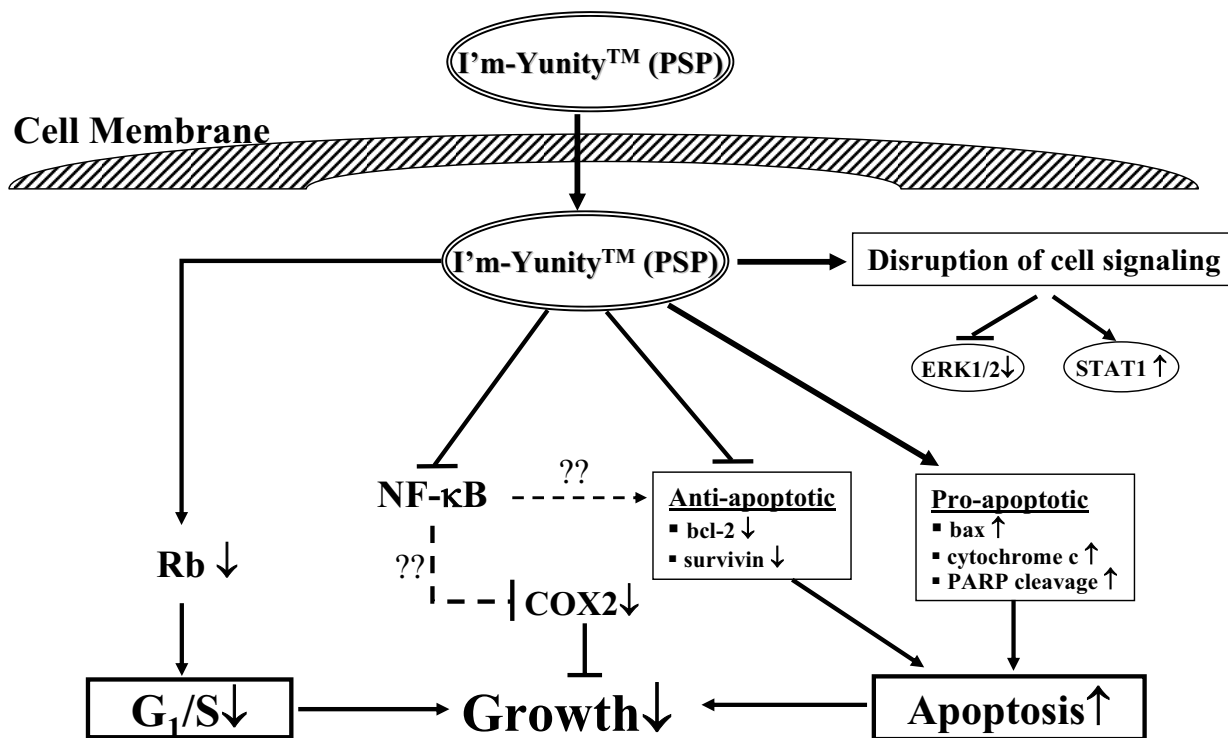 I'm-Yunity™ (PSP)
Cell Membrane
I'm-Yunity™ (PSP)
Disruption of cell signaling
ERK1/2↓
STAT1↑
NF-κB
??
Anti-apoptotic
▪ bcl-2↓
▪ survivin↓
Pro-apoptotic
▪ bax↑
▪ cytochrome c↑
▪ PARP cleavage↑
Rb↓
??
COX2↓
G₁/S↓
Growth↓
Apoptosis↑